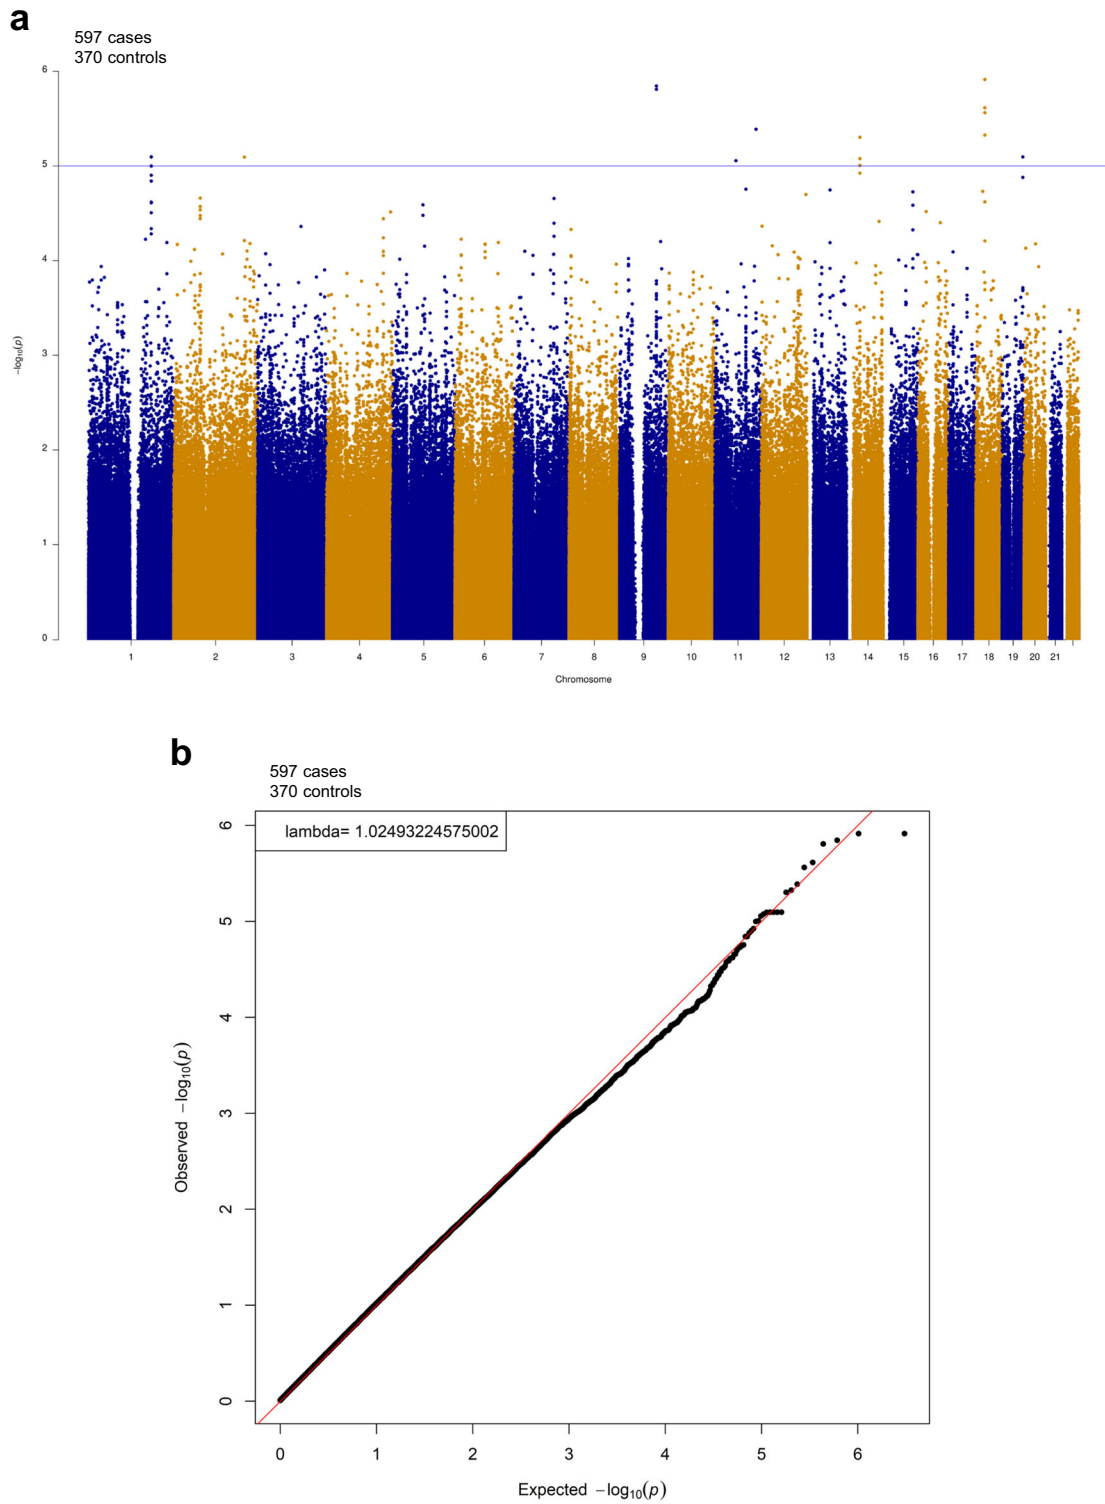 a
597 cases
370 controls
6
5
4
3
2
1
0
−log₁₀(p)
1 2 3 4 5 6 7 8 9 10 11 12 13 14 15 16 17 18 19 20 21
Chromosome
b
597 cases
370 controls
lambda= 1.02493224575002
6
5
4
3
2
1
0
Observed −log₁₀(p)
0 1 2 3 4 5 6
Expected −log₁₀(p)